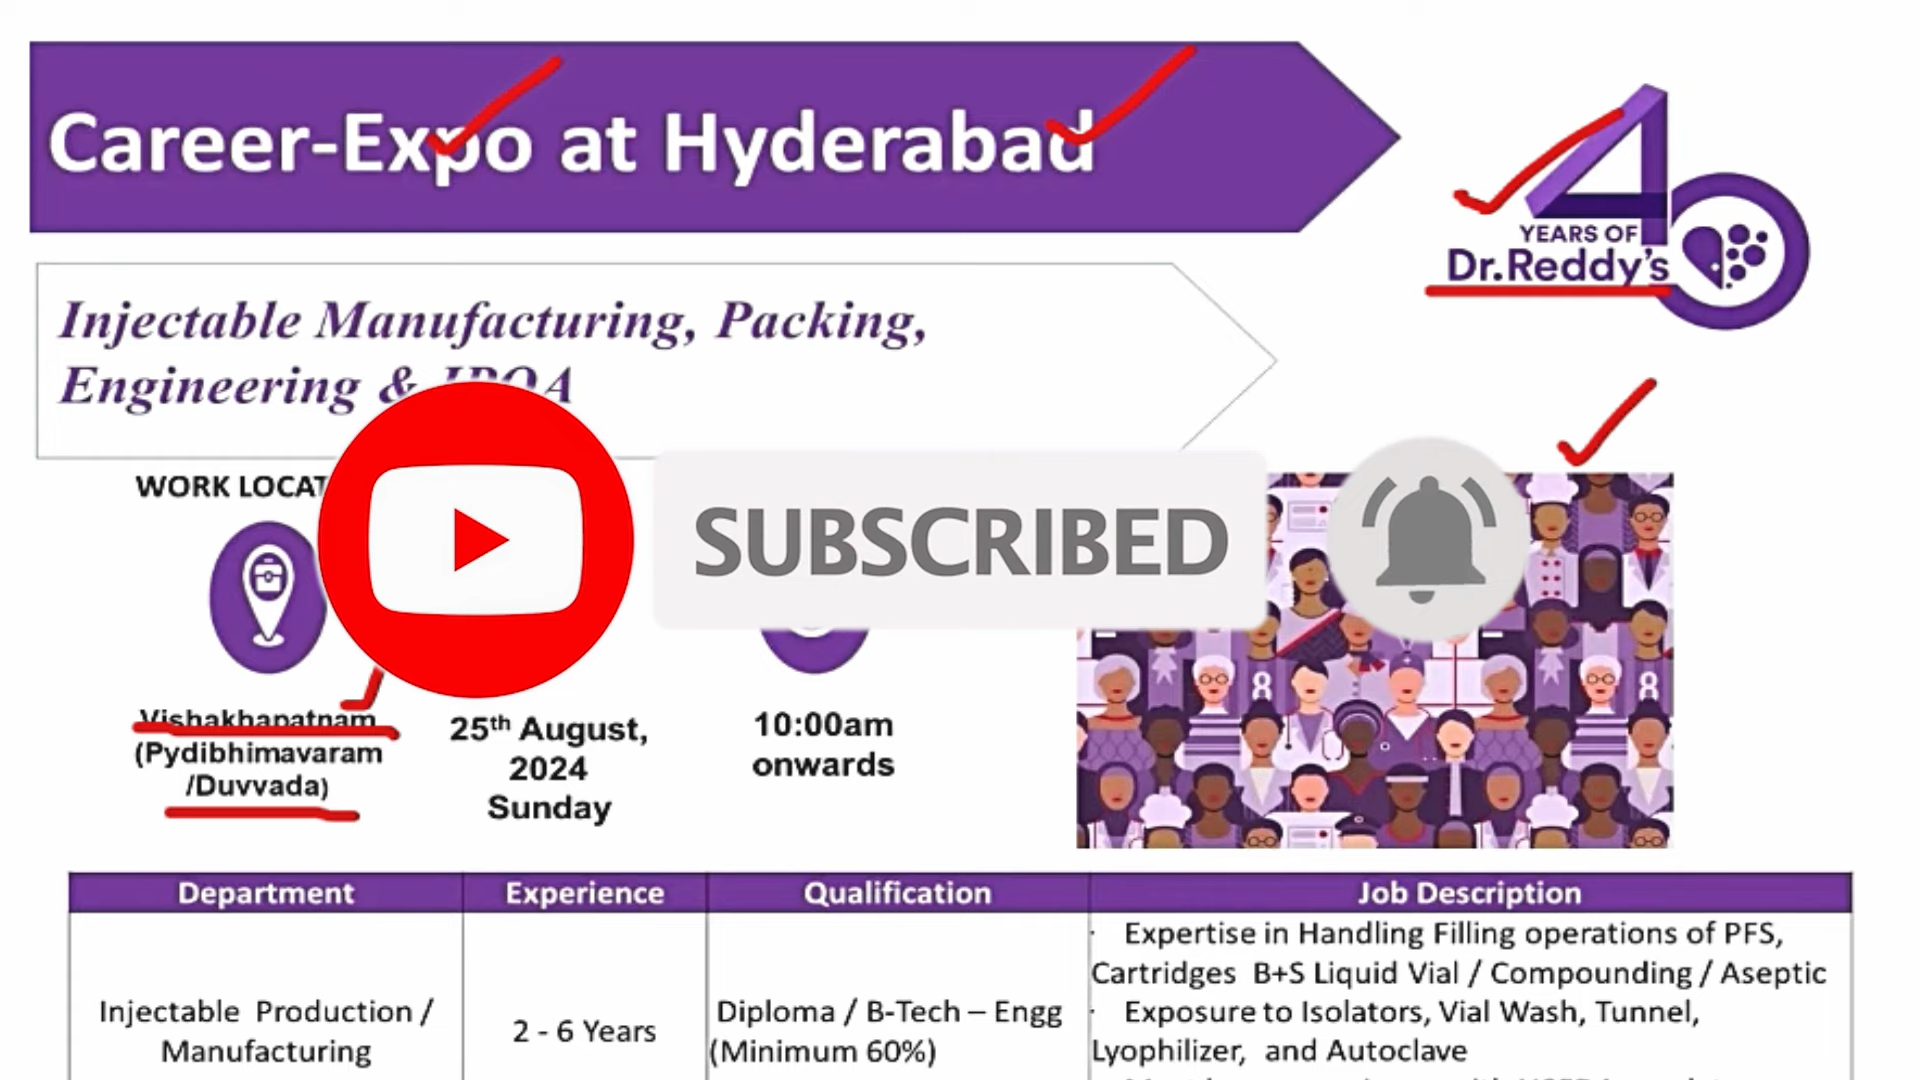 Career-Expo at Hyderabad
YEARS OF
Dr.Reddy's
Injectable Manufacturing, Packing,
Engineering & IPQA
WORK
SUBSCRIBED
Vishakhapatnam
(Pydibhimavaram
/Duvvada)
25th August,
2024
Sunday
10:00am
onwards
Department Experience Qualification Job Description
Injectable Production /
Manufacturing
2 - 6 Years
Diploma / B-Tech – Engg
(Minimum 60%)
· Expertise in Handling Filling operations of PFS,
Cartridges B+S Liquid Vial / Compounding / Aseptic
· Exposure to Isolators, Vial Wash, Tunnel,
Lyophilizer, and Autoclave